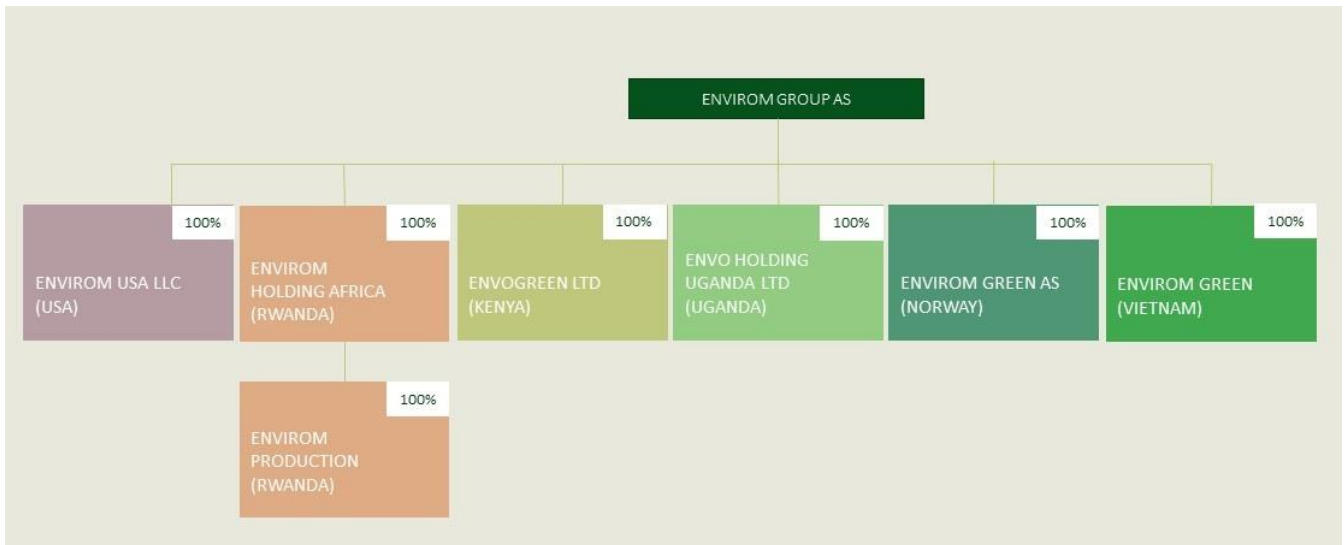 ENVIROM GROUP AS
100%
ENVIROM USA LLC
(USA)
100%
ENVIROM
HOLDING AFRICA
(RWANDA)
100%
ENVOGREEN LTD
(KENYA)
100%
ENVO HOLDING
UGANDA LTD
(UGANDA)
100%
ENVIROM GREEN AS
(NORWAY)
100%
ENVIROM GREEN
(VIETNAM)
100%
ENVIROM
PRODUCTION
(RWANDA)